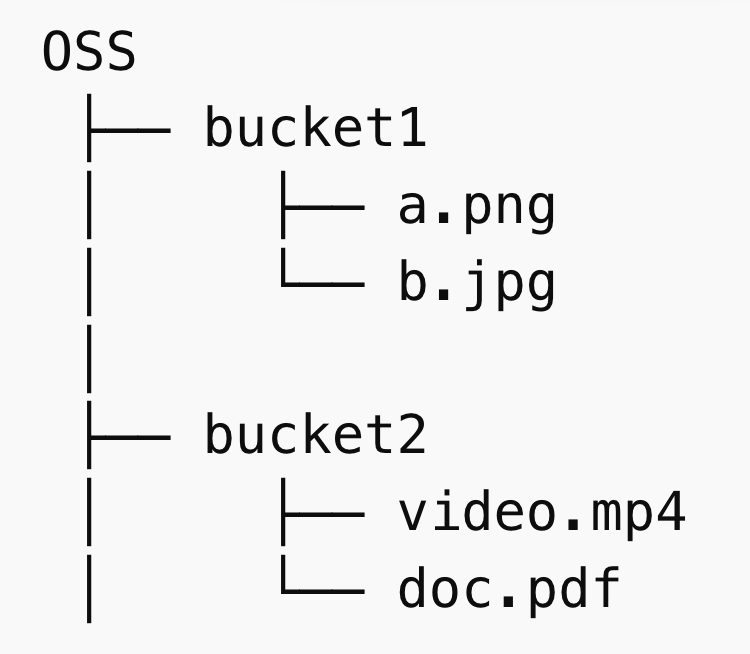 OSS
├── bucket1
│     ├── a.png
│     └── b.jpg
│
├── bucket2
│     ├── video.mp4
│     └── doc.pdf